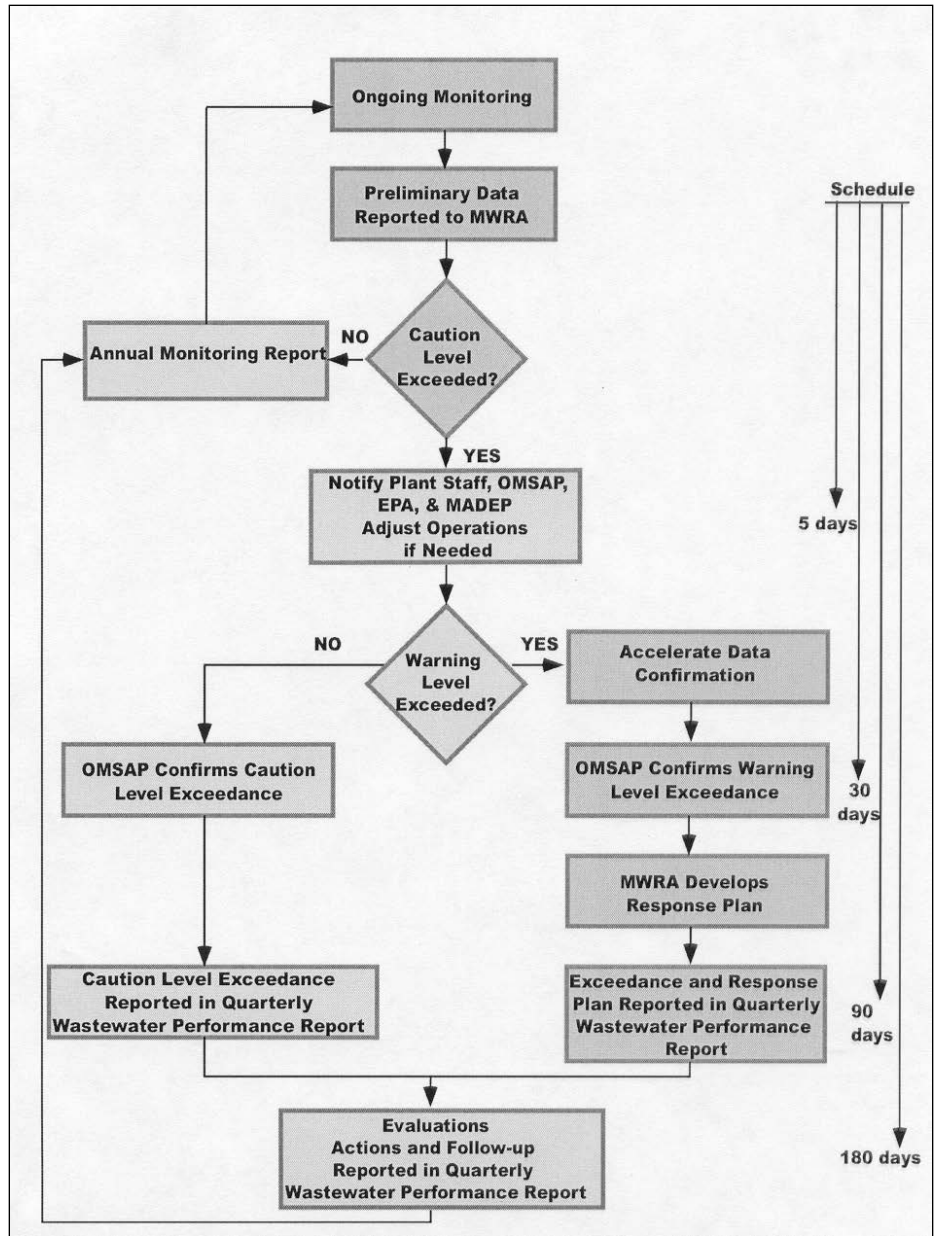 Ongoing Monitoring
Preliminary Data
Reported to MWRA
Schedule
Annual Monitoring Report
NO
Caution
Level
Exceeded?
YES
Notify Plant Staff, OMSAP,
EPA, & MADEP
Adjust Operations
if Needed
5 days
NO
Warning
Level
Exceeded?
YES
Accelerate Data
Confirmation
OMSAP Confirms Caution
Level Exceedance
OMSAP Confirms Warning
Level Exceedance
30
days
MWRA Develops
Response Plan
Caution Level Exceedance
Reported in Quarterly
Wastewater Performance Report
Exceedance and Response
Plan Reported in Quarterly
Wastewater Performance
Report
90
days
Evaluations
Actions and Follow-up
Reported in Quarterly
Wastewater Performance Report
180 days